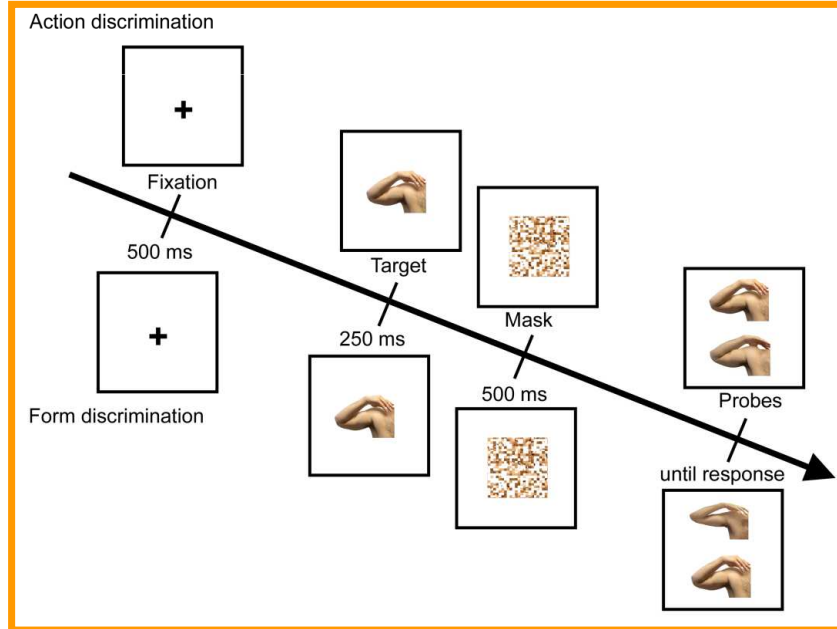 Action discrimination
Fixation
500 ms
Target
250 ms
Mask
500 ms
Probes
until response
Form discrimination